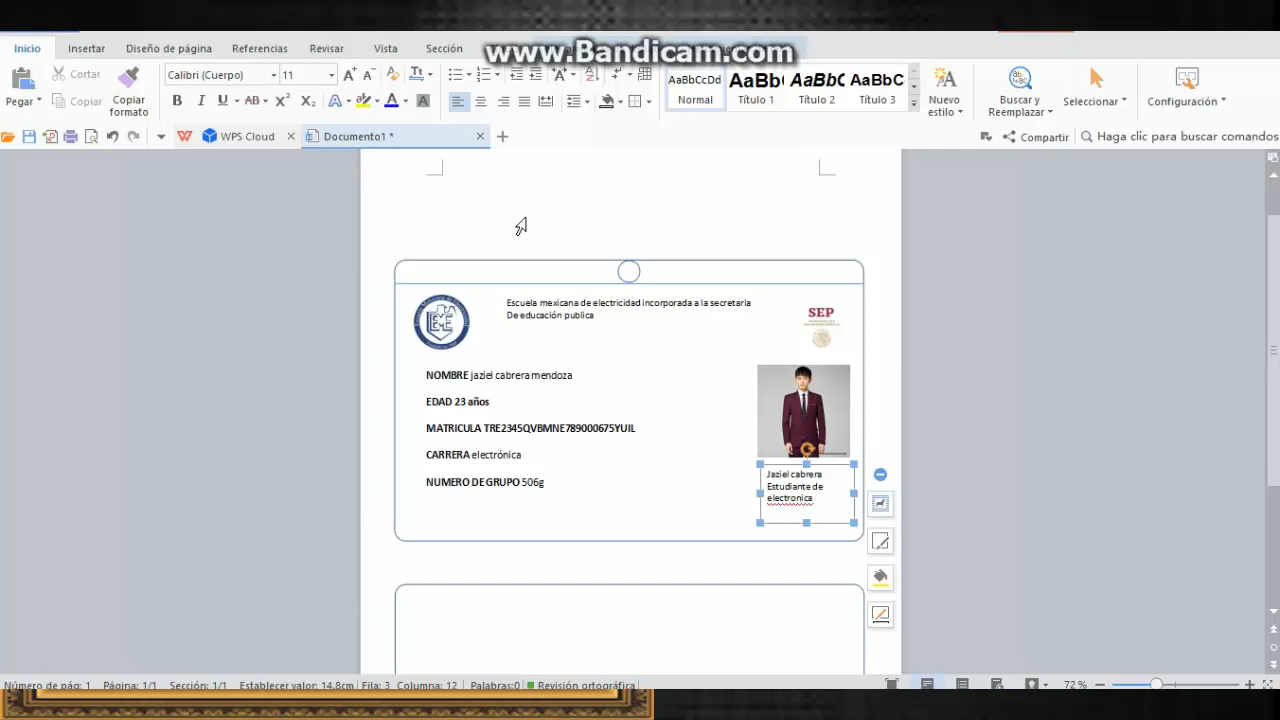 www.Bandicam.com
Inicio Insertar Diseño de página Referencias Revisar Vista Sección
Cortar
Pegar Copiar Copiar formato
Calibri (Cuerpo) 11
AaBbCcDd AaBb AaBbC AaBbC
Normal Título 1 Título 2 Título 3
Nuevo estilo Buscar y Reemplazar Seleccionar Configuración
WPS Cloud Documento1 * Compartir Haga clic para buscar comandos
Escuela mexicana de electricidad incorporada a la secretaria
De educación publica
SEP
NOMBRE jaziel cabrera mendoza
EDAD 23 años
MATRICULA TRE2345QVBMNE789000675YUIL
CARRERA electrónica
NUMERO DE GRUPO 506g
Jaziel cabrera
Estudiante de
electronica
Número de pág: 1 Página: 1/1 Sección: 1/1 Establecer valor: 14,8cm Fila: 3 Columna: 12 Palabras:0 Revisión ortográfica 72 %